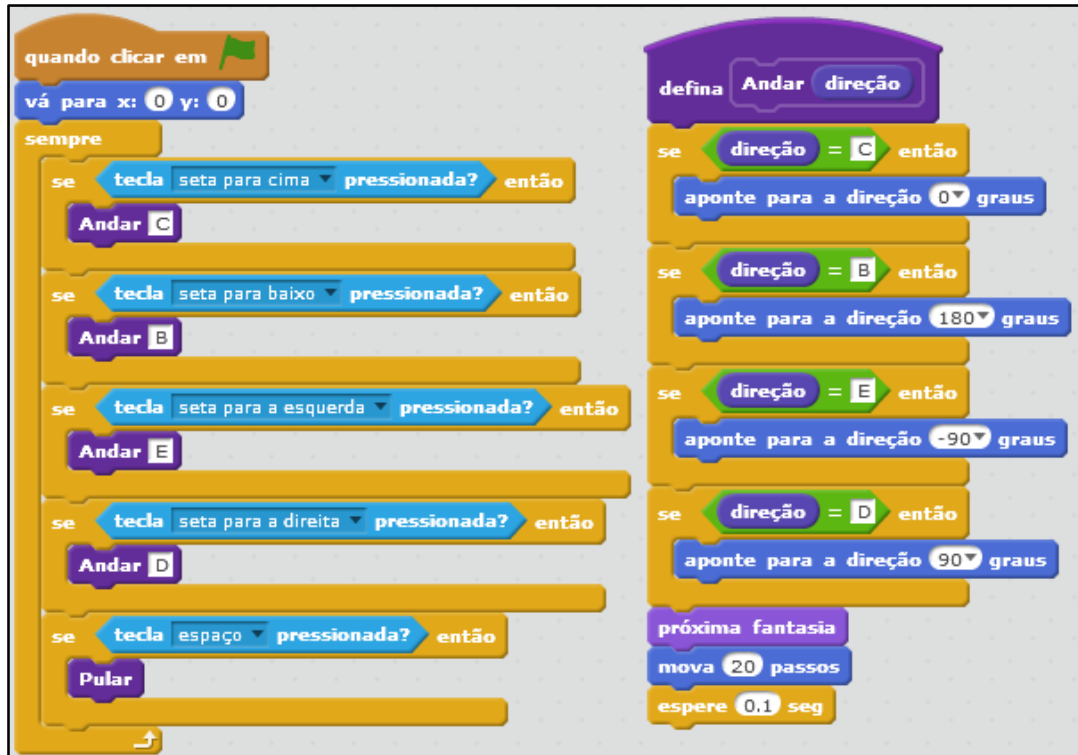 quando clicar em
vá para x: 0 y: 0
sempre
se tecla seta para cima pressionada? então
Andar C
se tecla seta para baixo pressionada? então
Andar B
se tecla seta para a esquerda pressionada? então
Andar E
se tecla seta para a direita pressionada? então
Andar D
se tecla espaço pressionada? então
Pular
defina Andar direção
se direção = C então
aponte para a direção 0 graus
se direção = B então
aponte para a direção 180 graus
se direção = E então
aponte para a direção -90 graus
se direção = D então
aponte para a direção 90 graus
próxima fantasia
mova 20 passos
espere 0.1 seg